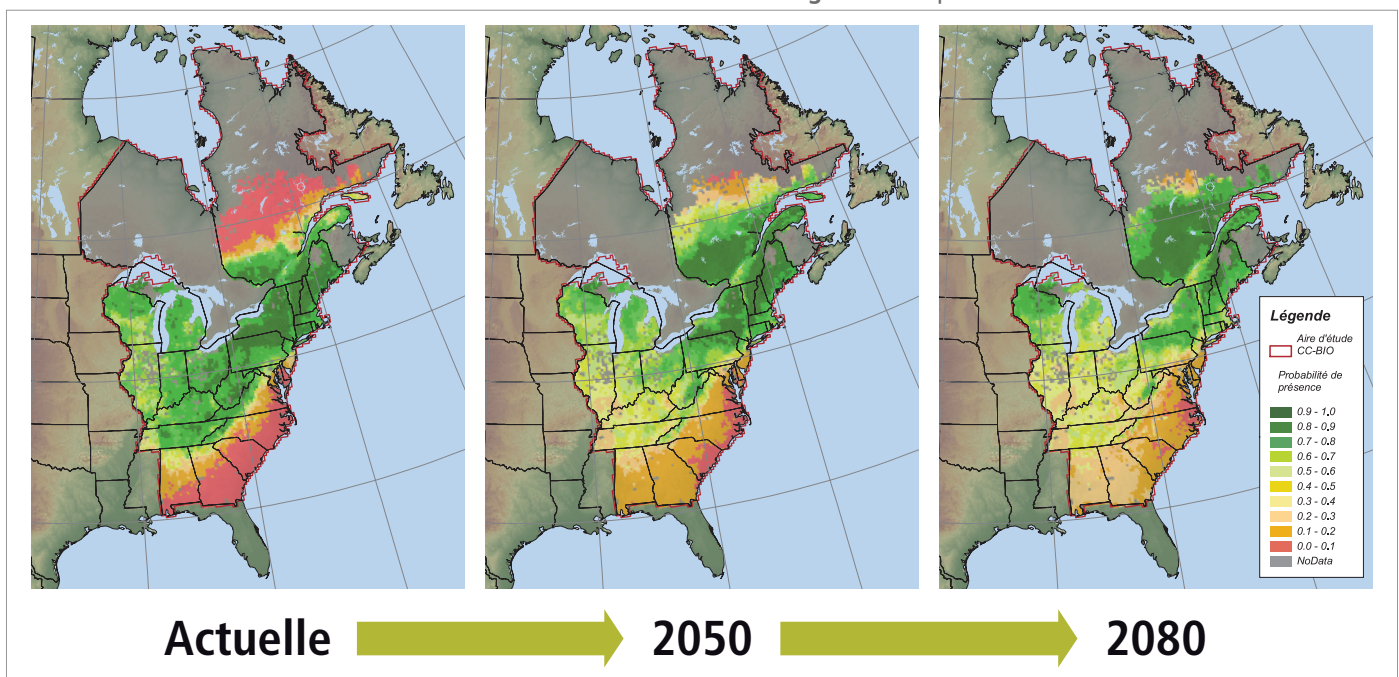 Légende
Aire d'étude
CC-BIO
Probabilité de
présence
0.9 - 1.0
0.8 - 0.9
0.7 - 0.8
0.6 - 0.7
0.5 - 0.6
0.4 - 0.5
0.3 - 0.4
0.2 - 0.3
0.1 - 0.2
0.0 - 0.1
NoData
Actuelle 2050 2080